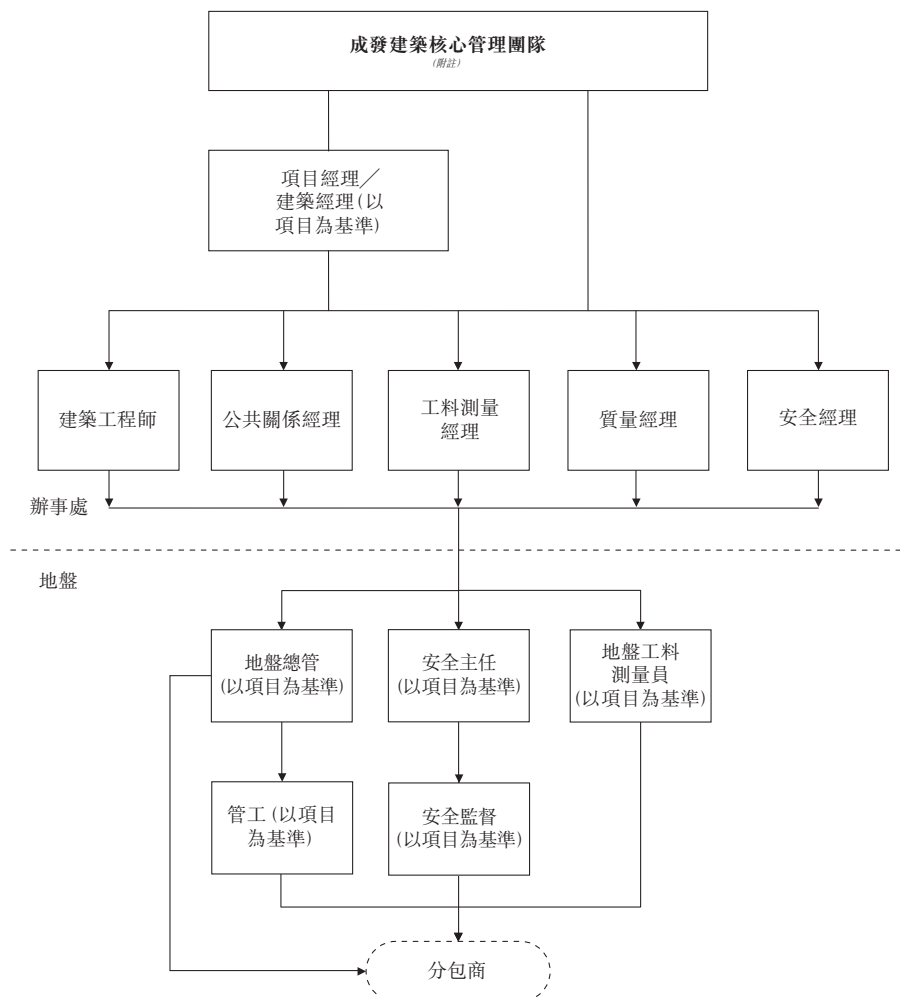 成發建築核心管理團隊
(附註)
項目經理／
建築經理(以
項目為基準)
建築工程師
公共關係經理
工料測量
經理
質量經理
安全經理
辦事處
地盤
地盤總管
(以項目為基準)
安全主任
(以項目為基準)
地盤工料
測量員
(以項目為基準)
管工(以項目
為基準)
安全監督
(以項目為基準)
分包商